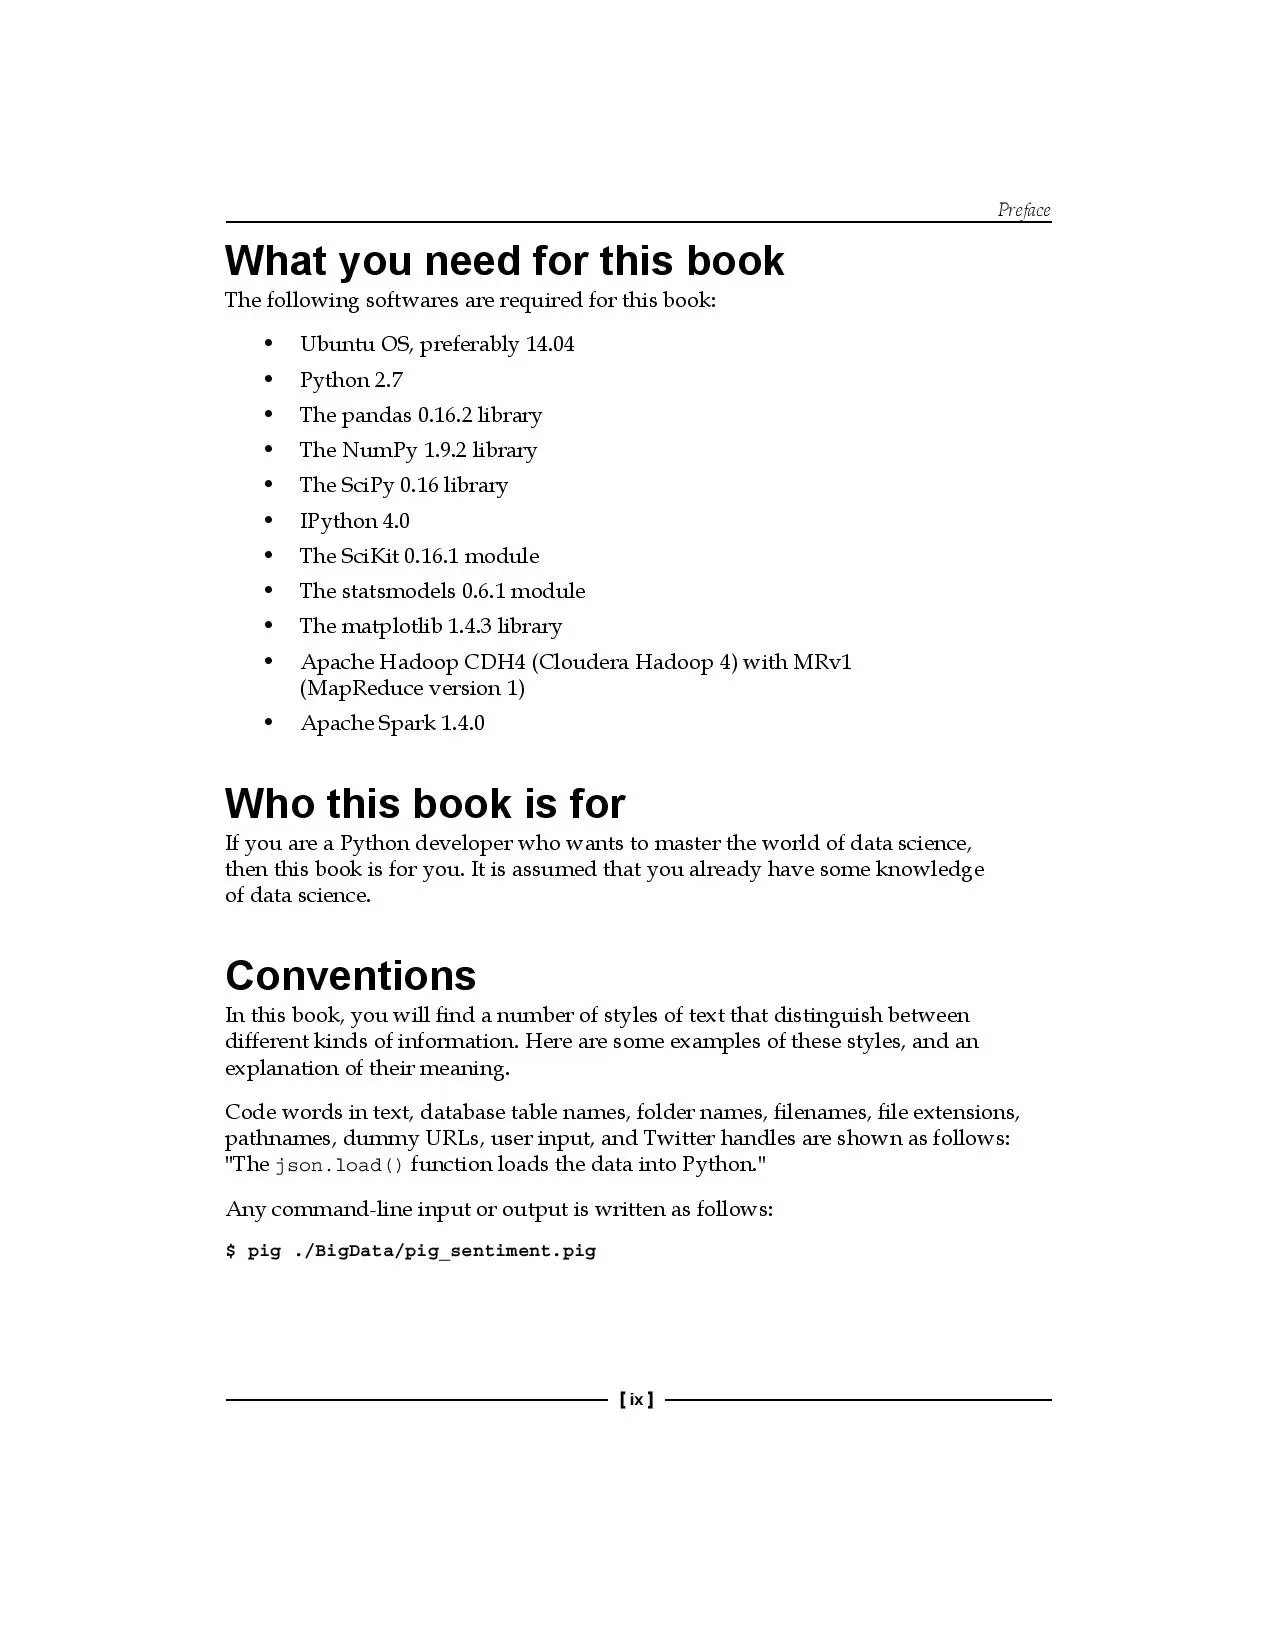 Preface
What you need for this book
The following softwares are required for this book:
• Ubuntu OS, preferably 14.04
• Python 2.7
• The pandas 0.16.2 library
• The NumPy 1.9.2 library
• The SciPy 0.16 library
• IPython 4.0
• The SciKit 0.16.1 module
• The statsmodels 0.6.1 module
• The matplotlib 1.4.3 library
• Apache Hadoop CDH4 (Cloudera Hadoop 4) with MRv1
(MapReduce version 1)
• Apache Spark 1.4.0
Who this book is for
If you are a Python developer who wants to master the world of data science,
then this book is for you. It is assumed that you already have some knowledge
of data science.
Conventions
In this book, you will find a number of styles of text that distinguish between
different kinds of information. Here are some examples of these styles, and an
explanation of their meaning.
Code words in text, database table names, folder names, filenames, file extensions,
pathnames, dummy URLs, user input, and Twitter handles are shown as follows:
"The json.load() function loads the data into Python."
Any command-line input or output is written as follows:
$ pig ./BigData/pig_sentiment.pig
[ ix ]